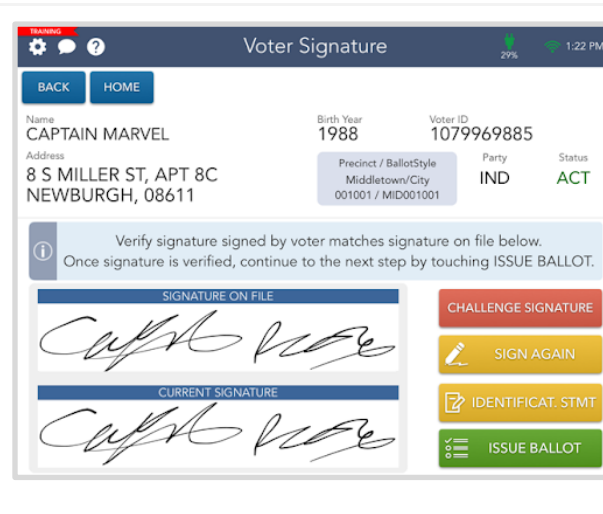 TRAINING
?
Voter Signature
29%
1:22 PM
BACK
HOME
Name
CAPTAIN MARVEL
Birth Year
1988
Voter ID
1079969885
Address
8 S MILLER ST, APT 8C
NEWBURGH, 08611
Precinct / BallotStyle
Middletown/City
001001 / MID001001
Party
IND
Status
ACT
i
Verify signature signed by voter matches signature on file below.
Once signature is verified, continue to the next step by touching ISSUE BALLOT.
SIGNATURE ON FILE
CURRENT SIGNATURE
CHALLENGE SIGNATURE
SIGN AGAIN
IDENTIFICAT. STMT
ISSUE BALLOT